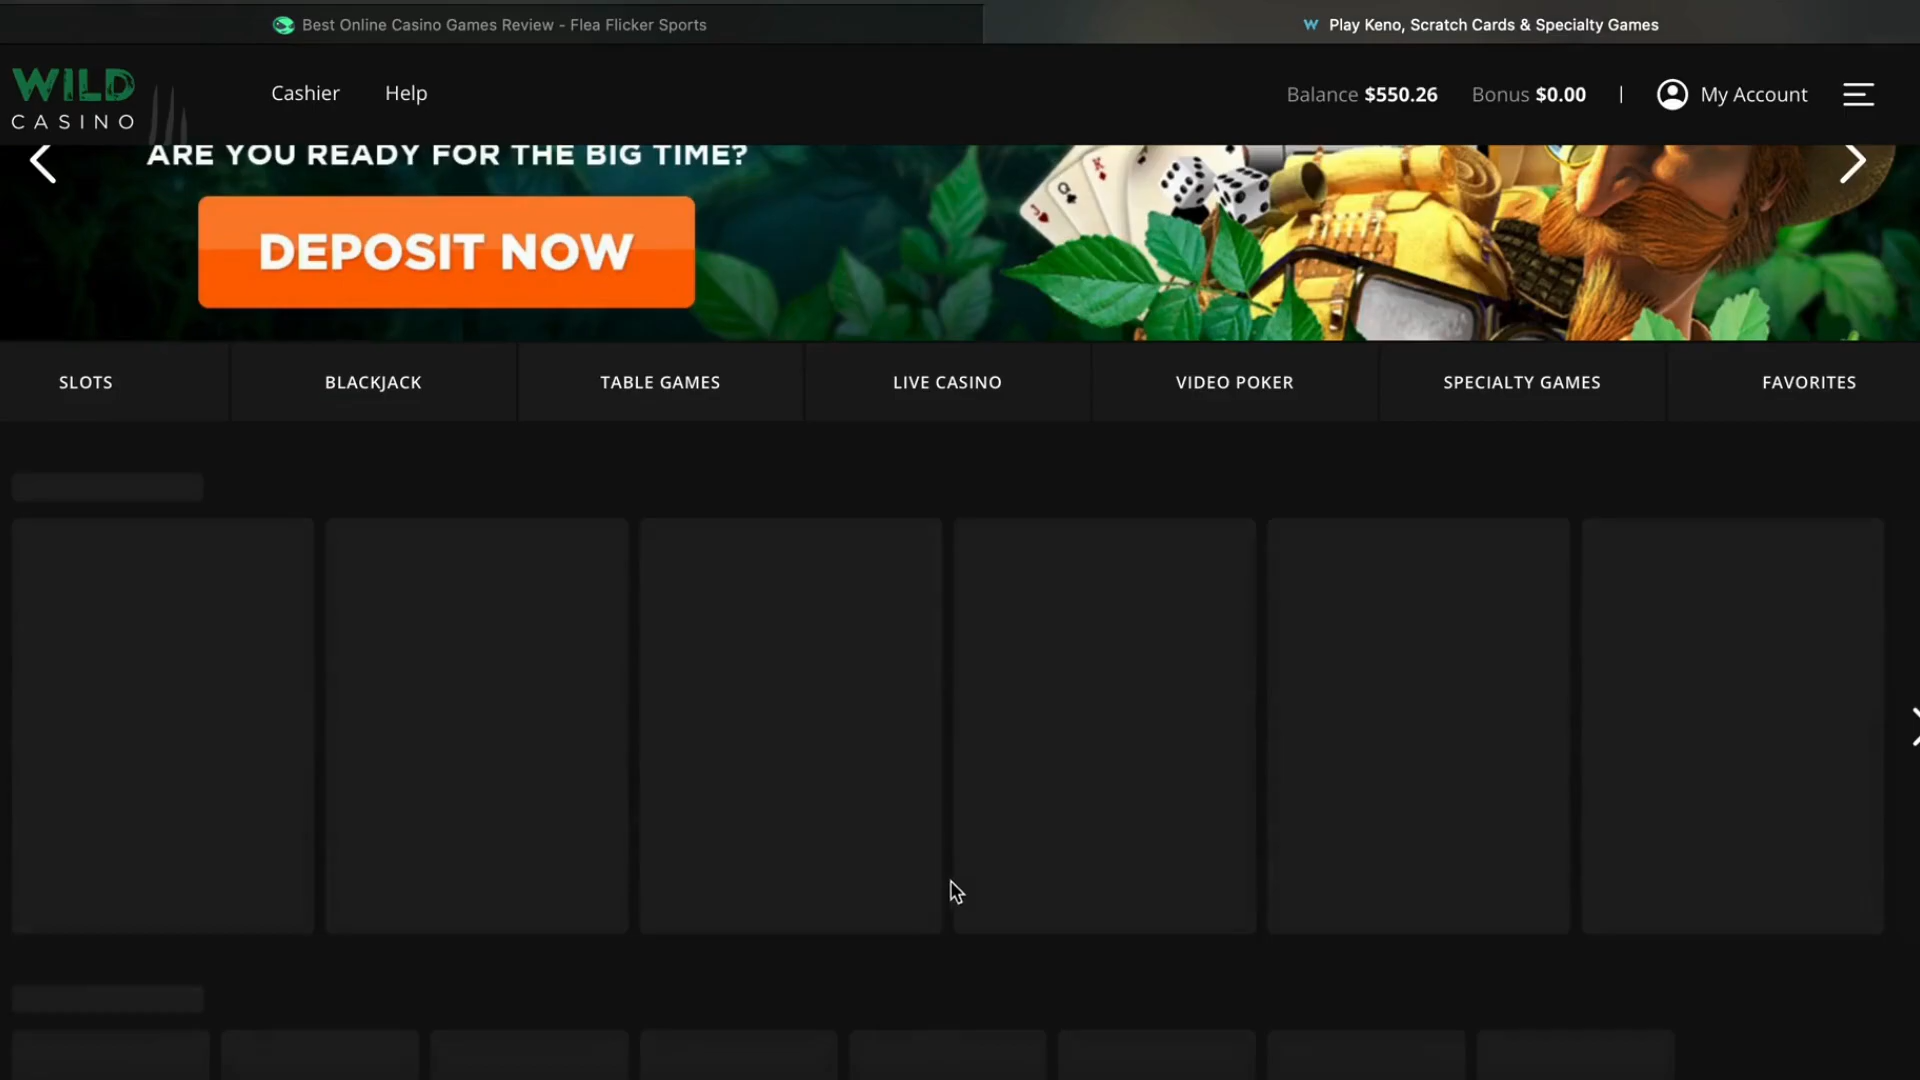 Best Online Casino Games Review - Flea Flicker Sports
Play Keno, Scratch Cards & Specialty Games
WILD
CASINO
Cashier
Help
Balance $550.26
Bonus $0.00
My Account
ARE YOU READY FOR THE BIG TIME?
DEPOSIT NOW
SLOTS
BLACKJACK
TABLE GAMES
LIVE CASINO
VIDEO POKER
SPECIALTY GAMES
FAVORITES